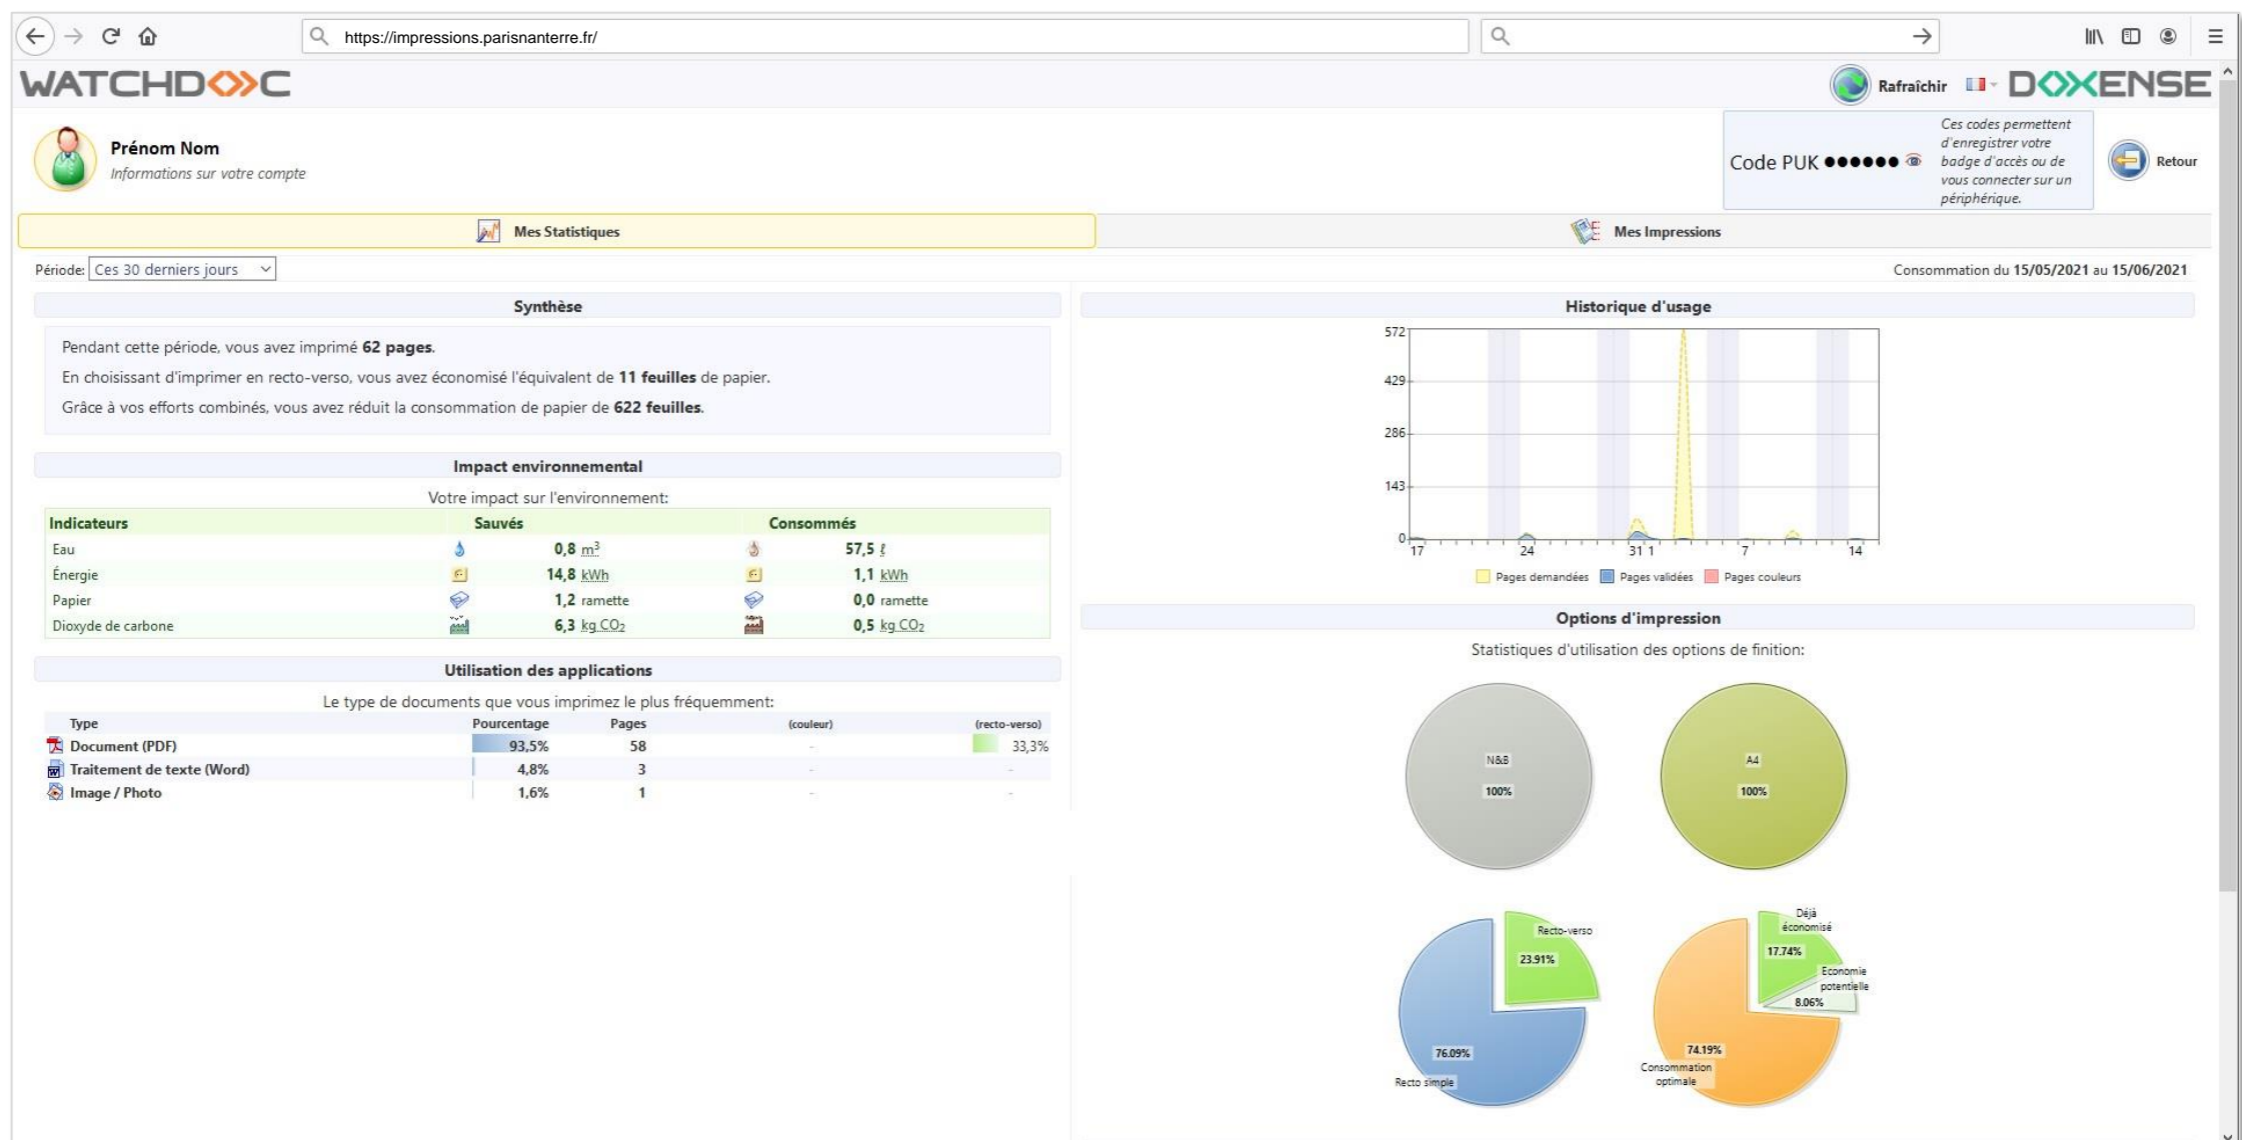 https://impressions.parisnanterre.fr/
WATCHDOC
Rafraîchir
DOXENSE
Prénom Nom
Informations sur votre compte
Code PUK ●●●●●●
Ces codes permettent
d'enregistrer votre
badge d'accès ou de
vous connecter sur un
périphérique.
Retour
Mes Statistiques
Mes Impressions
Période: Ces 30 derniers jours
Consommation du 15/05/2021 au 15/06/2021
Synthèse
Pendant cette période, vous avez imprimé 62 pages.
En choisissant d'imprimer en recto-verso, vous avez économisé l'équivalent de 11 feuilles de papier.
Grâce à vos efforts combinés, vous avez réduit la consommation de papier de 622 feuilles.
Impact environnemental
Votre impact sur l'environnement:
Indicateurs Sauvés Consommés
Eau 0,8 m³ 57,5 ℓ
Énergie 14,8 kWh 1,1 kWh
Papier 1,2 ramette 0,0 ramette
Dioxyde de carbone 6,3 kg CO₂ 0,5 kg CO₂
Utilisation des applications
Le type de documents que vous imprimez le plus fréquemment:
Type Pourcentage Pages (couleur) (recto-verso)
Document (PDF) 93,5% 58 - 33,3%
Traitement de texte (Word) 4,8% 3 - -
Image / Photo 1,6% 1 - -
Historique d'usage
572
429
286
143
0
17 24 31 1 7 14
Pages demandées Pages validées Pages couleurs
Options d'impression
Statistiques d'utilisation des options de finition:
N&B
100%
A4
100%
Recto-verso
23.91%
76.09%
Recto simple
Déjà
économisé
17.74%
Economie
potentielle
8.06%
74.19%
Consommation
optimale